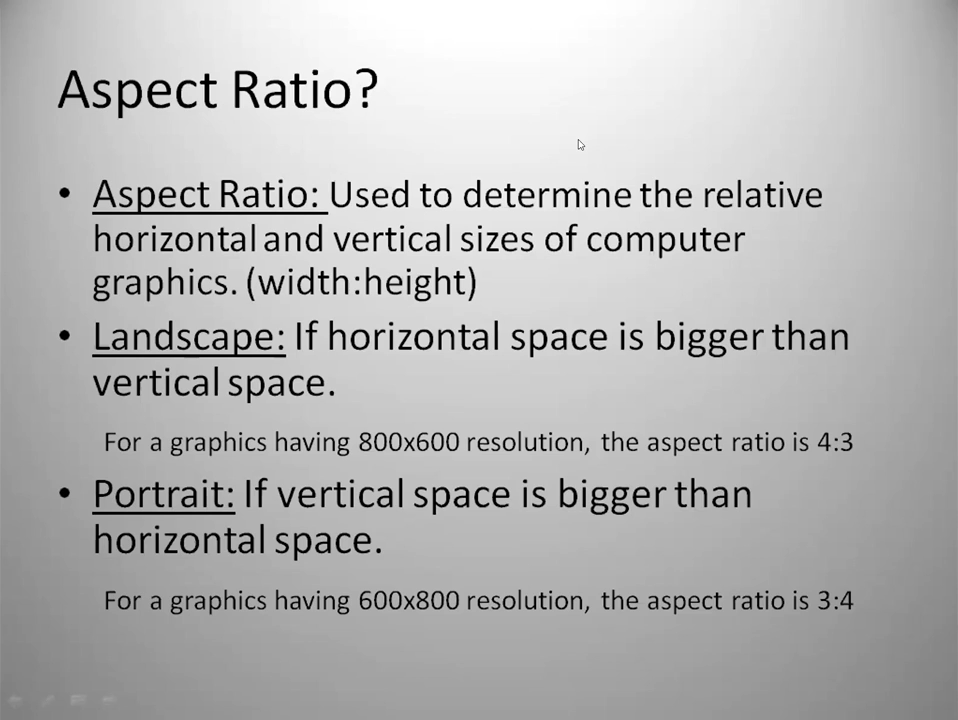 Aspect Ratio?
• Aspect Ratio: Used to determine the relative
horizontal and vertical sizes of computer
graphics. (width:height)
• Landscape: If horizontal space is bigger than
vertical space.
For a graphics having 800x600 resolution, the aspect ratio is 4:3
• Portrait: If vertical space is bigger than
horizontal space.
For a graphics having 600x800 resolution, the aspect ratio is 3:4